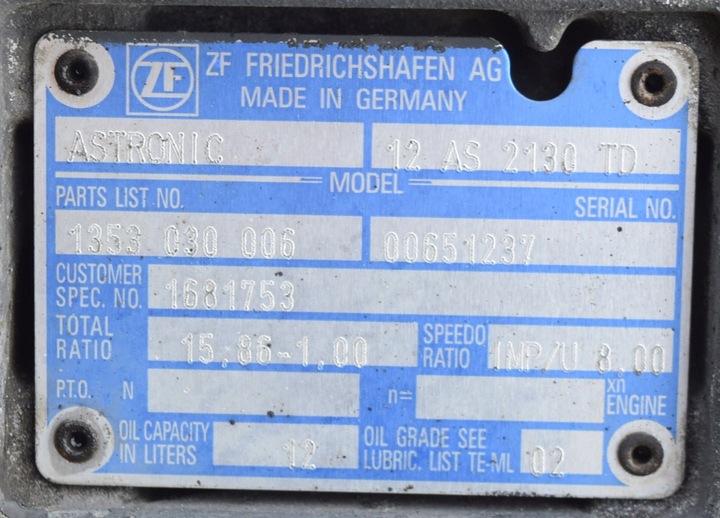 ZF ZF FRIEDRICHSHAFEN AG
MADE IN GERMANY
ASTRONIC 12 AS 2130 TD
MODEL
PARTS LIST NO. SERIAL NO.
1353 030 006 00651237
CUSTOMER
SPEC. NO. 1681753
TOTAL
RATIO 15,86-1,00 SPEEDO
RATIO IMP/U 8.00
P.T.O. N n= xn
ENGINE
OIL CAPACITY
IN LITERS 12 OIL GRADE SEE
LUBRIC. LIST TE-ML 02